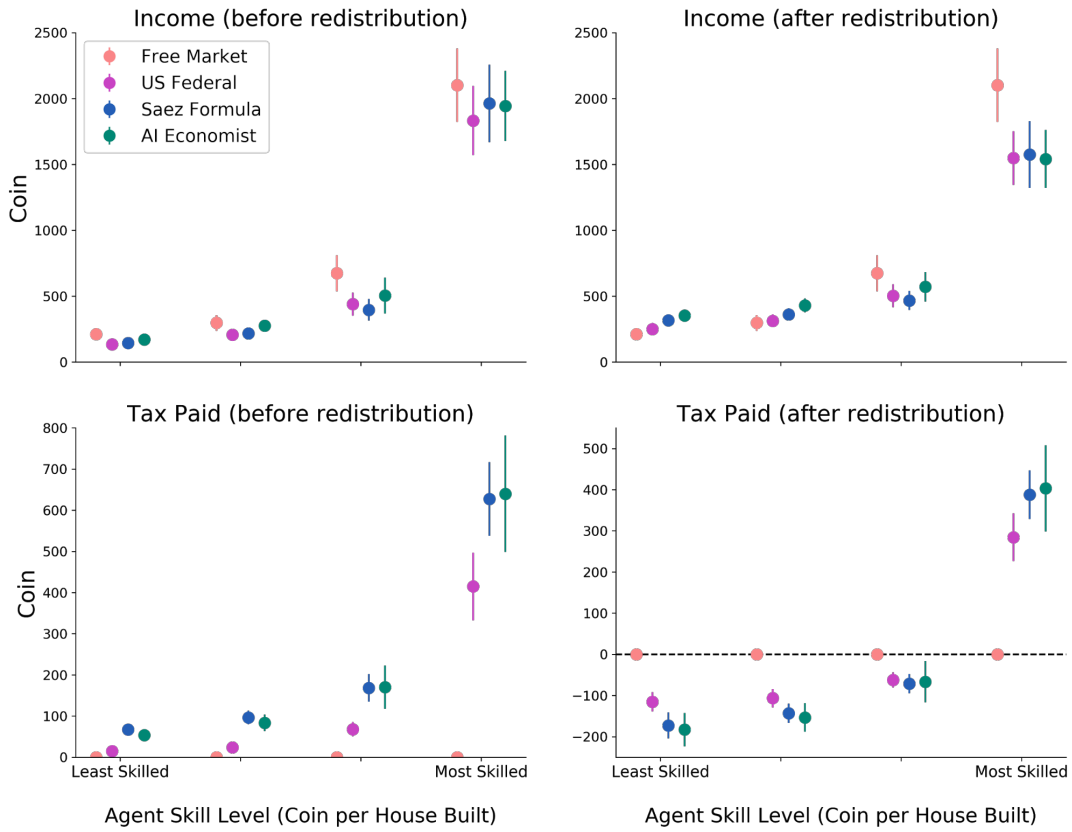 Income (before redistribution)
2500
2000
1500
1000
500
0
Coin
Free Market
US Federal
Saez Formula
AI Economist
Income (after redistribution)
2500
2000
1500
1000
500
0
Tax Paid (before redistribution)
800
700
600
500
400
300
200
100
0
Coin
Least Skilled
Most Skilled
Agent Skill Level (Coin per House Built)
Tax Paid (after redistribution)
500
400
300
200
100
0
−100
−200
Least Skilled
Most Skilled
Agent Skill Level (Coin per House Built)